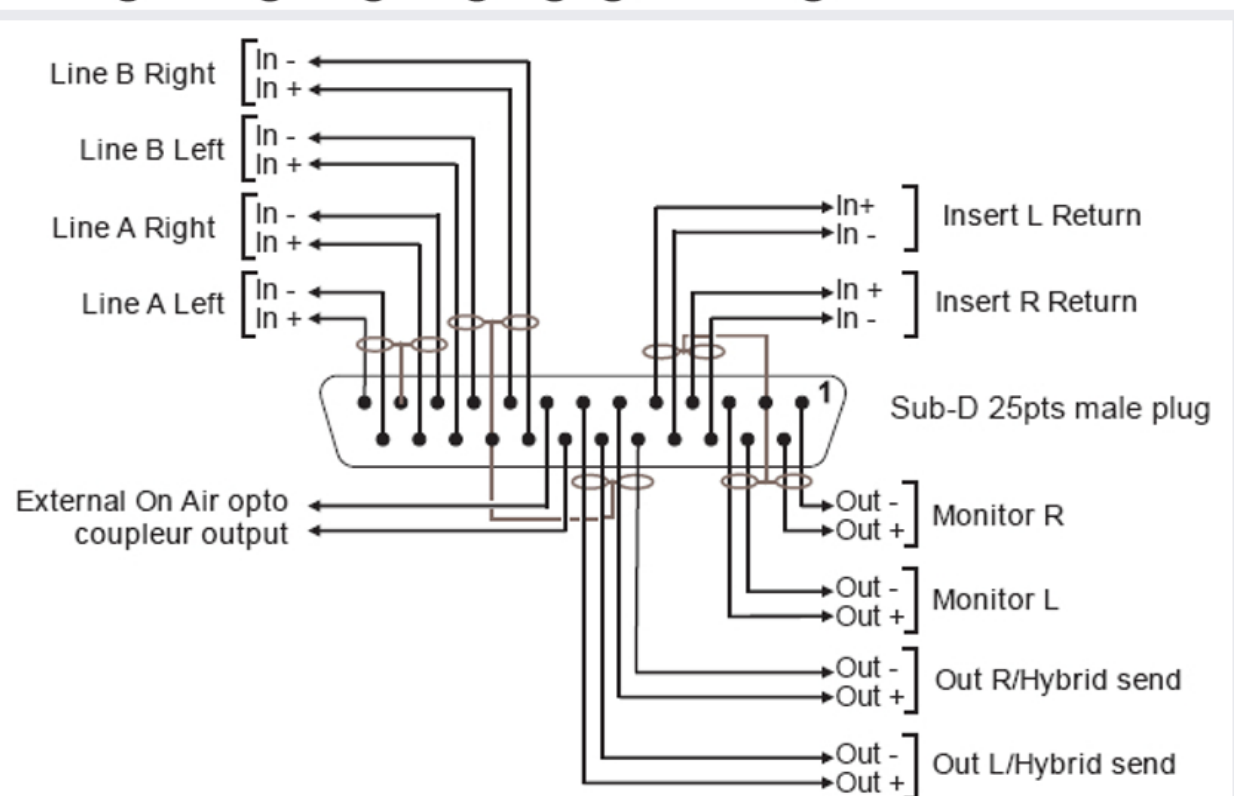 Line B Right
In -
In +
Line B Left
In -
In +
Line A Right
In -
In +
Line A Left
In -
In +
In+
In -
Insert L Return
In +
In -
Insert R Return
1
Sub-D 25pts male plug
External On Air opto
coupleur output
Out -
Out +
Monitor R
Out -
Out +
Monitor L
Out -
Out +
Out R/Hybrid send
Out -
Out +
Out L/Hybrid send